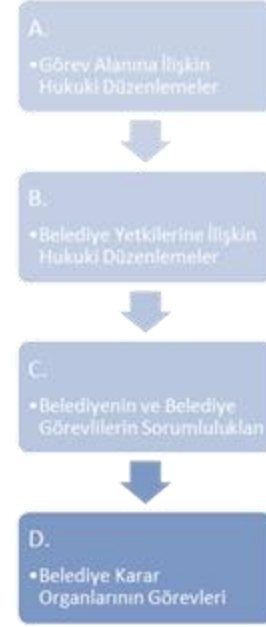 A.
•Görev Alanına İlişkin
Hukuki Düzenlemeler
B.
•Belediye Yetkilerine İlişkin
Hukuki Düzenlemeler
C.
•Belediyenin ve Belediye
Görevlilerin Sorumlulukları
D.
•Belediye Karar
Organlarının Görevleri